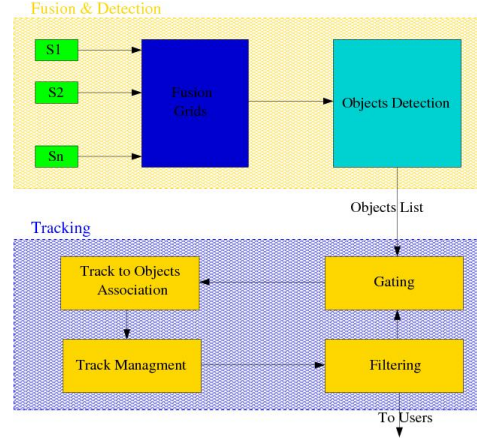 Fusion & Detection
S1
S2
Sn
Fusion
Grids
Objects Detection
Objects List
Tracking
Track to Objects
Association
Gating
Track Managment
Filtering
To Users